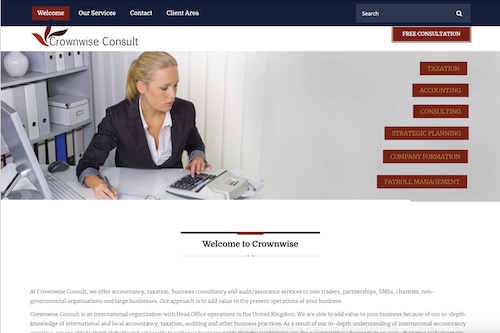 Welcome Our Services Contact Client Area Search
FREE CONSULTATION
Crownwise Consult
TAXATION
ACCOUNTING
CONSULTING
STRATEGIC PLANNING
COMPANY FORMATION
PAYROLL MANAGEMENT
Welcome to Crownwise
At Crownwise Consult, we offer accountancy, taxation, business consultancy and audit/assurance services to sole traders, partnerships, SMEs, charities, non-
governmental organisations and large businesses. Our approach is to add value to the present operations of your business.
Crownwise Consult is an international organization with Head Office operations in the United Kingdom. We are able to add value to your business because of our in-depth
knowledge of international and local accountancy, taxation, auditing and other business practices. As a result of our in-depth understanding of international accountancy